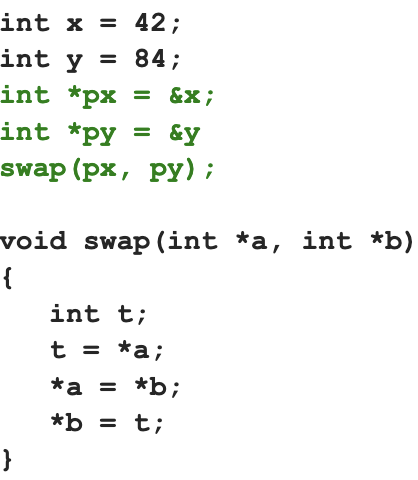 int x = 42;
int y = 84;
int *px = &x;
int *py = &y
swap(px, py);
void swap(int *a, int *b)
{
int t;
t = *a;
*a = *b;
*b = t;
}